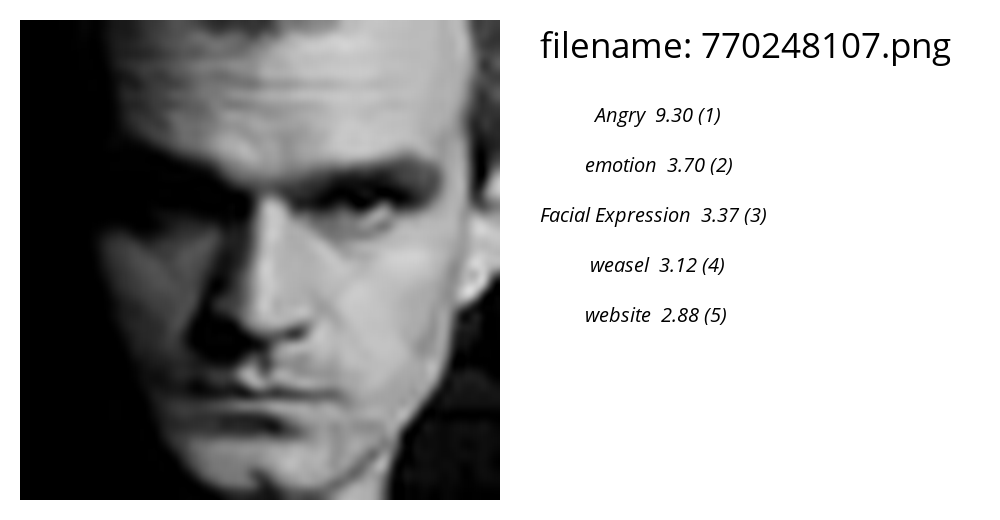 filename: 770248107.png
Angry 9.30 (1)
emotion 3.70 (2)
Facial Expression 3.37 (3)
weasel 3.12 (4)
website 2.88 (5)